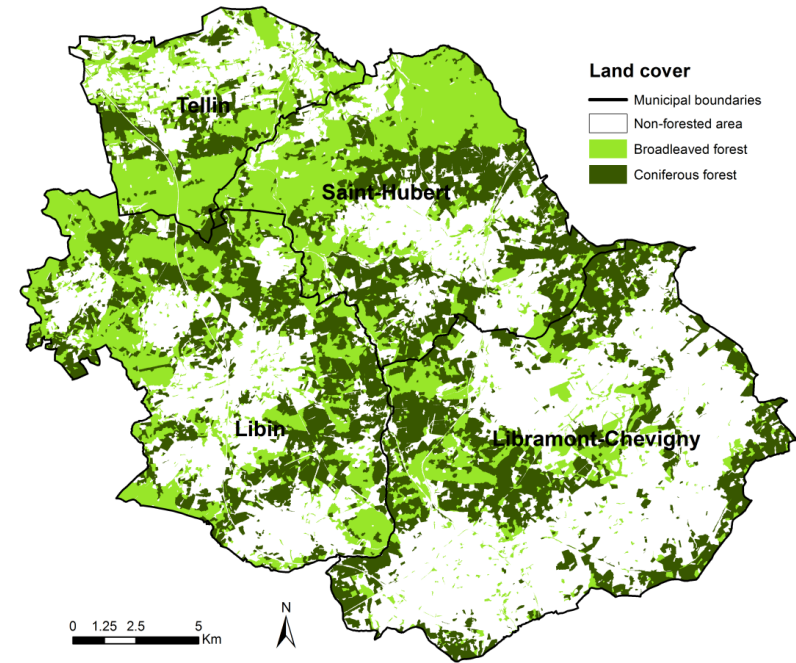 Land cover
Municipal boundaries
Non-forested area
Broadleaved forest
Coniferous forest
Tellin
Saint-Hubert
Libin
Libramont-Chevigny
0 1.25 2.5 5
Km
N